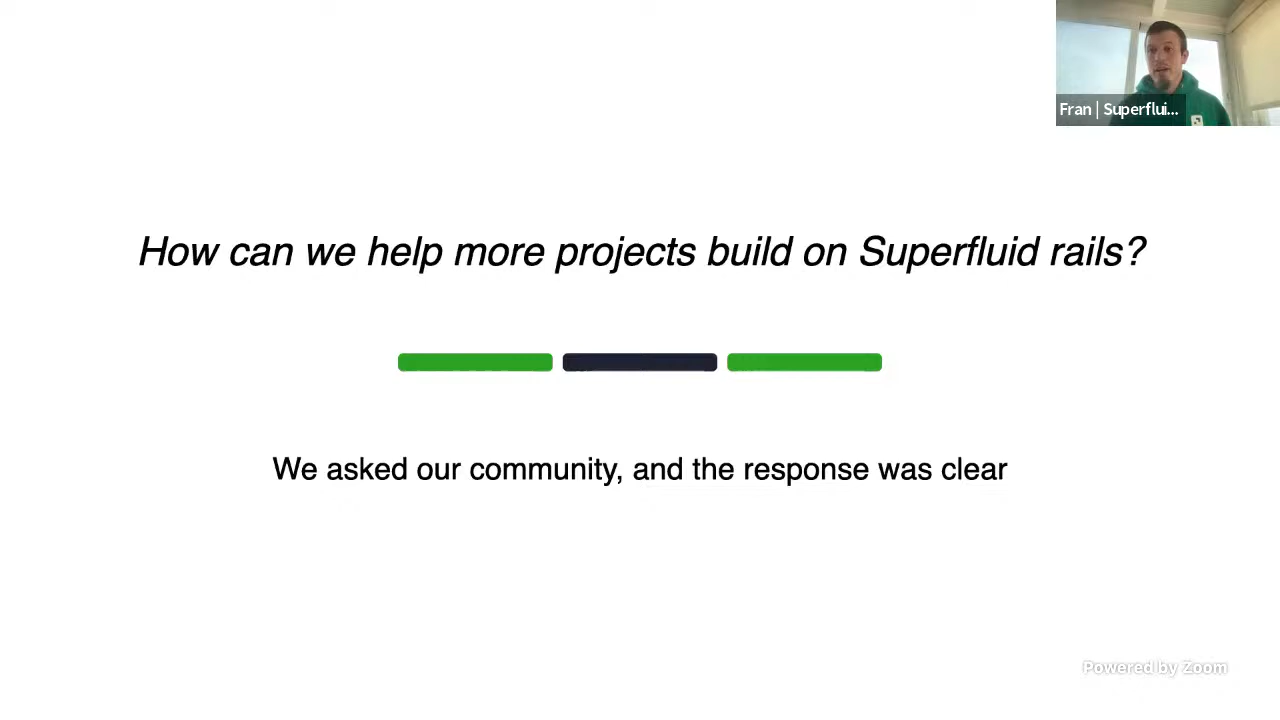 Fran | Superflui...
How can we help more projects build on Superfluid rails?
We asked our community, and the response was clear
Powered by Zoom